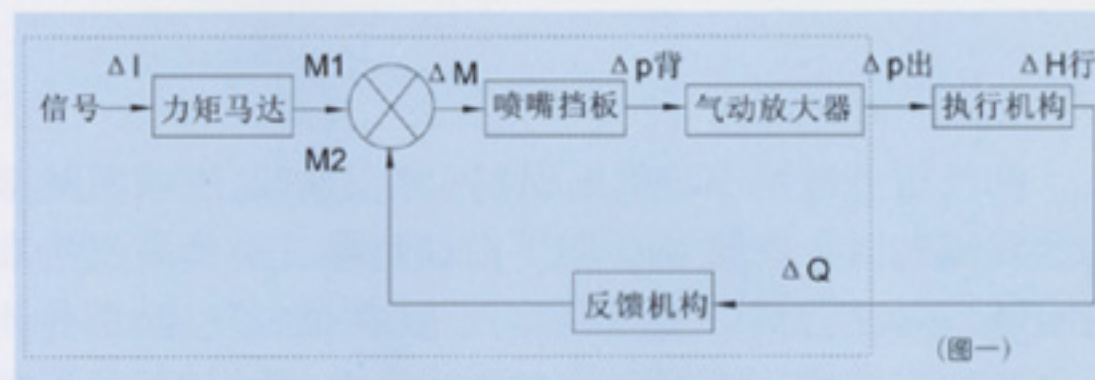 ΔI
M1
ΔM
Δp背
Δp出
ΔH行
信号
力矩马达
喷嘴挡板
气动放大器
执行机构
M2
ΔQ
反馈机构
(图一)